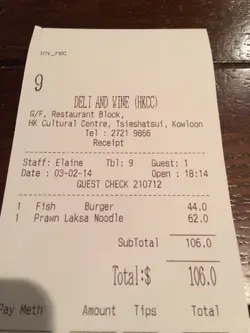 INV_REC
9
DELI AND WINE (HKCC)
G/F, Restaurant Block,
HK Cultural Centre, Tsimshatsui, Kowloon
Tel : 2721 9866
Receipt
Staff: Elaine Tbl: 9 Guest: 1
Date : 03-02-14 Open : 18:14
GUEST CHECK 210712
1 Fish Burger 44.0
1 Prawn Laksa Noodle 62.0
SubTotal 106.0
Total:$ 106.0
Pay Meth Amount Tips Total